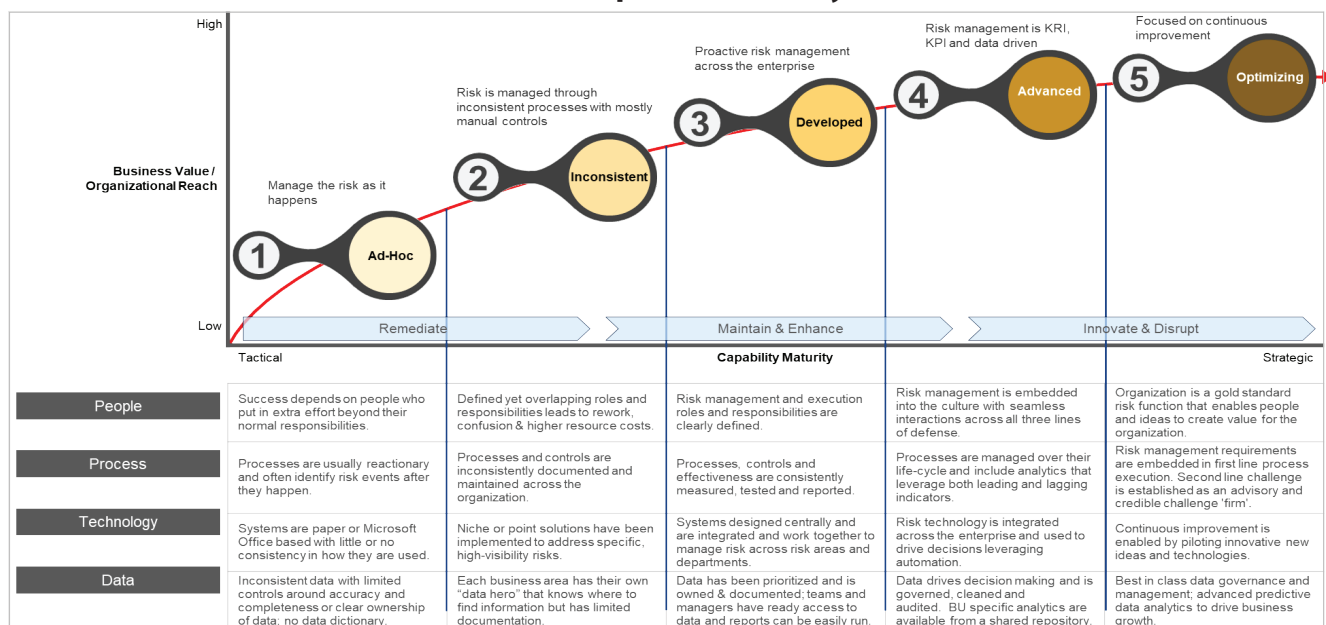 High
Business Value /
Organizational Reach
Low
Manage the risk as it
happens
Risk is managed through
inconsistent processes with mostly
manual controls
Proactive risk management
across the enterprise
Risk management is KRI,
KPI and data driven
Focused on continuous
improvement
1
Ad-Hoc
2
Inconsistent
3
Developed
4
Advanced
5
Optimizing
Remediate
Maintain & Enhance
Innovate & Disrupt
Tactical
Capability Maturity
Strategic
People
Success depends on people who
put in extra effort beyond their
normal responsibilities.
Defined yet overlapping roles and
responsibilities leads to rework,
confusion & higher resource costs.
Risk management and execution
roles and responsibilities are
clearly defined.
Risk management is embedded
into the culture with seamless
interactions across all three lines
of defense.
Organization is a gold standard
risk function that enables people
and ideas to create value for the
organization.
Process
Processes are usually reactionary
and often identify risk events after
they happen.
Processes and controls are
inconsistently documented and
maintained across the
organization.
Processes, controls and
effectiveness are consistently
measured, tested and reported.
Processes are managed over their
life-cycle and include analytics that
leverage both leading and lagging
indicators.
Risk management requirements
are embedded in first line process
execution. Second line challenge
is established as an advisory and
credible challenge 'firm'.
Technology
Systems are paper or Microsoft
Office based with little or no
consistency in how they are used.
Niche or point solutions have been
implemented to address specific,
high-visibility risks.
Systems designed centrally and
are integrated and work together to
manage risk across risk areas and
departments.
Risk technology is integrated
across the enterprise and used to
drive decisions leveraging
automation.
Continuous improvement is
enabled by piloting innovative new
ideas and technologies.
Data
Inconsistent data with limited
controls around accuracy and
completeness or clear ownership
of data; no data dictionary.
Each business area has their own
“data hero” that knows where to
find information but has limited
documentation.
Data has been prioritized and is
owned & documented; teams and
managers have ready access to
data and reports can be easily run.
Data drives decision making and is
governed, cleaned and
audited. BU specific analytics are
available from a shared repository.
Best in class data governance and
management; advanced predictive
data analytics to drive business
growth.